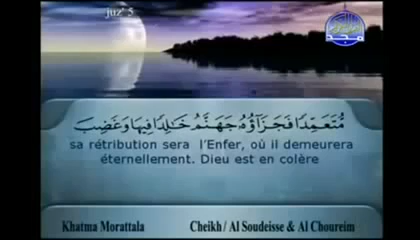 juz' 5
مُّتَعَمِّدًا فَجَزَآؤُهُۥ جَهَنَّمُ خَٰلِدًا فِيهَا وَغَضِبَ
sa rétribution sera l'Enfer, où il demeurera
éternellement. Dieu est en colère
Khatma Morattala
Cheikh / Al Soudeisse & Al Choureim